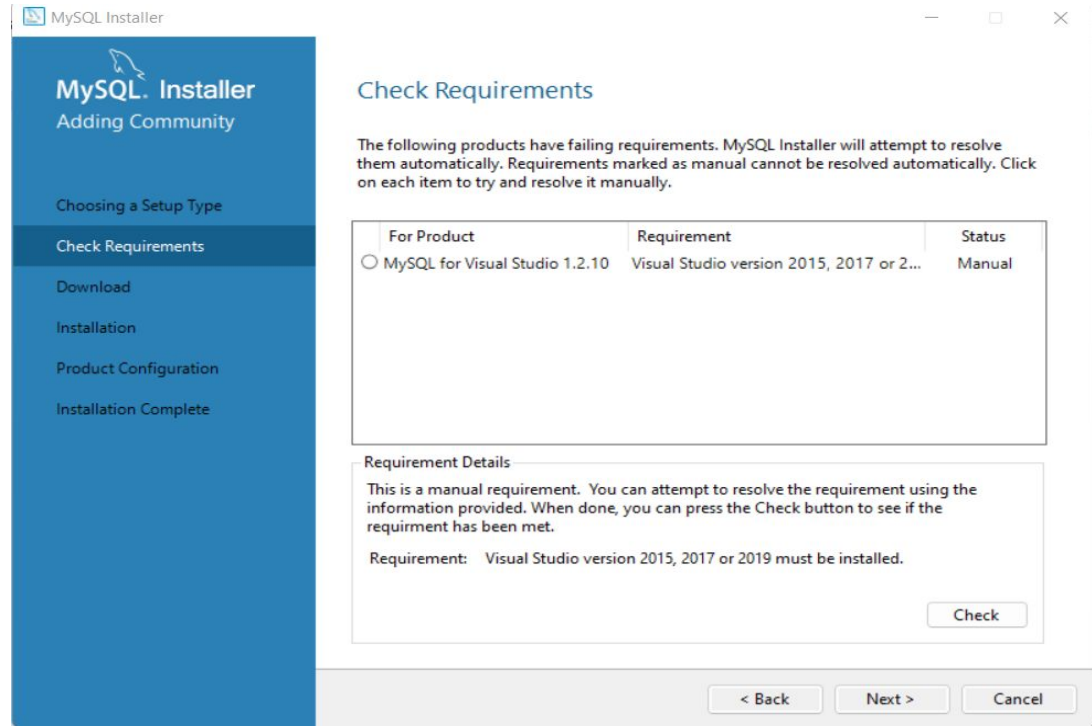 MySQL Installer
MySQL. Installer
Adding Community
Choosing a Setup Type
Check Requirements
Download
Installation
Product Configuration
Installation Complete
Check Requirements
The following products have failing requirements. MySQL Installer will attempt to resolve
them automatically. Requirements marked as manual cannot be resolved automatically. Click
on each item to try and resolve it manually.
For Product Requirement Status
MySQL for Visual Studio 1.2.10 Visual Studio version 2015, 2017 or 2... Manual
Requirement Details
This is a manual requirement. You can attempt to resolve the requirement using the
information provided. When done, you can press the Check button to see if the
requirment has been met.
Requirement: Visual Studio version 2015, 2017 or 2019 must be installed.
Check
< Back Next > Cancel